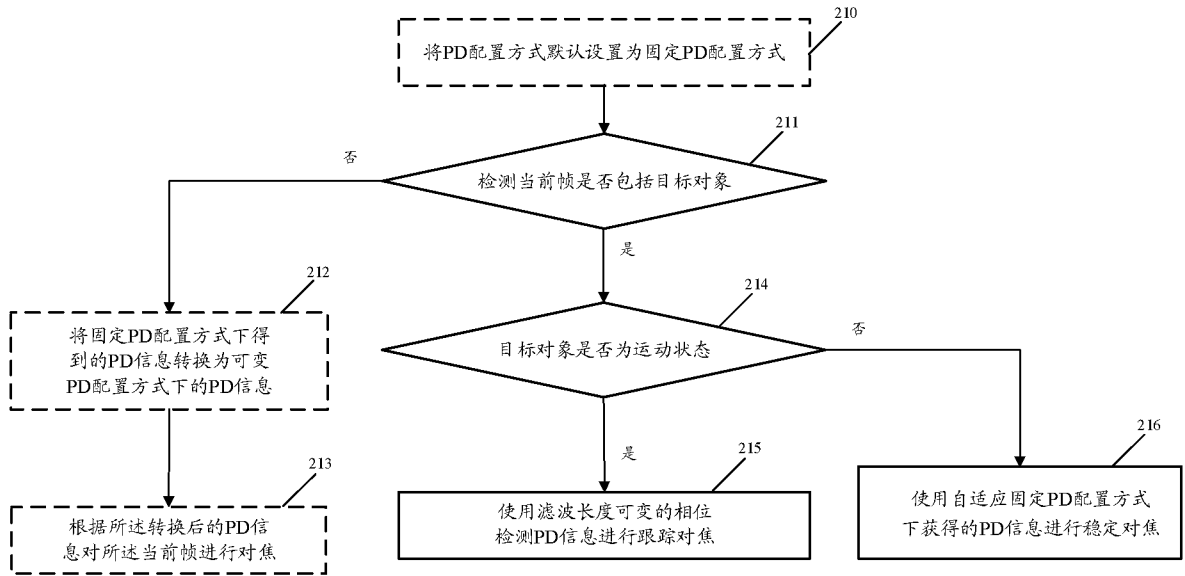 210
将PD配置方式默认设置为固定PD配置方式
211
否
检测当前帧是否包括目标对象
是
212
214
将固定PD配置方式下得
到的PD信息转换为可变
PD配置方式下的PD信息
目标对象是否为运动状态
否
是
213
215
216
根据所述转换后的PD信
息对所述当前帧进行对焦
使用滤波长度可变的相位
检测PD信息进行跟踪对焦
使用自适应固定PD配置方式
下获得的PD信息进行稳定对焦